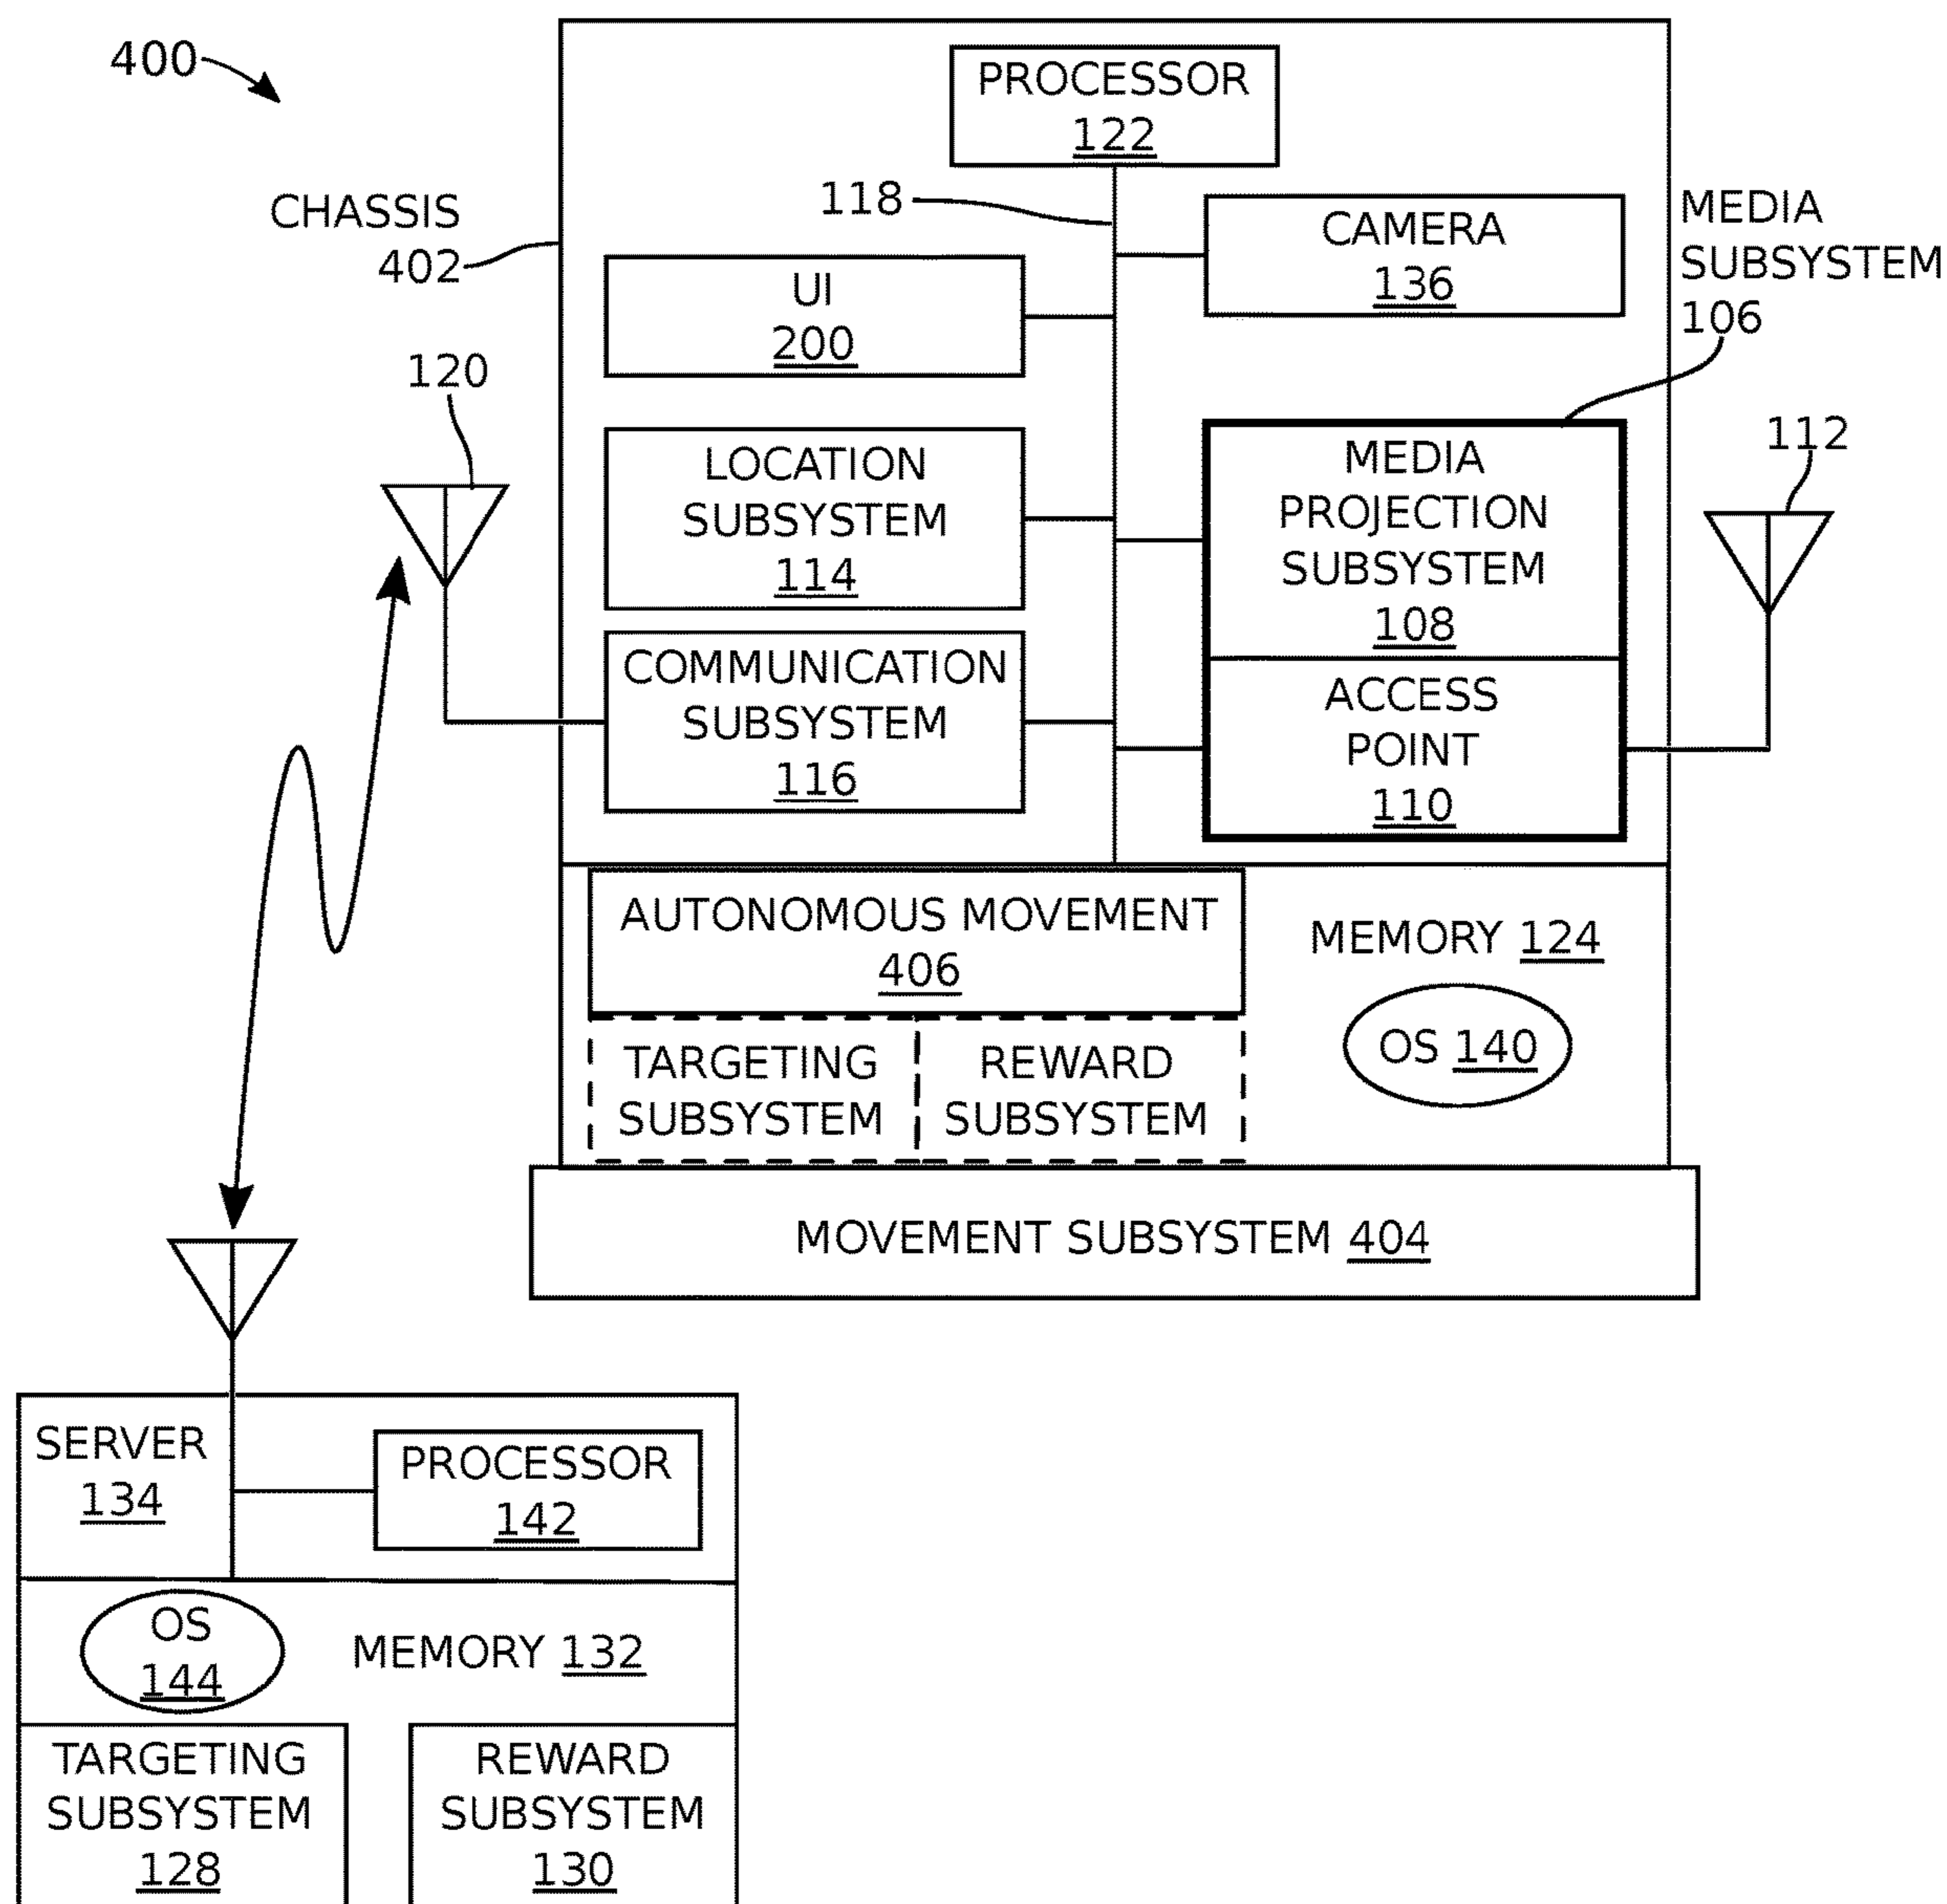 400
PROCESSOR
122
CHASSIS
402
118
CAMERA
136
MEDIA
SUBSYSTEM
106
UI
200
120
LOCATION
SUBSYSTEM
114
MEDIA
PROJECTION
SUBSYSTEM
108
112
COMMUNICATION
SUBSYSTEM
116
ACCESS
POINT
110
AUTONOMOUS MOVEMENT
406
MEMORY 124
OS 140
TARGETING
SUBSYSTEM
REWARD
SUBSYSTEM
MOVEMENT SUBSYSTEM 404
SERVER
134
PROCESSOR
142
OS
144
MEMORY 132
TARGETING
SUBSYSTEM
128
REWARD
SUBSYSTEM
130